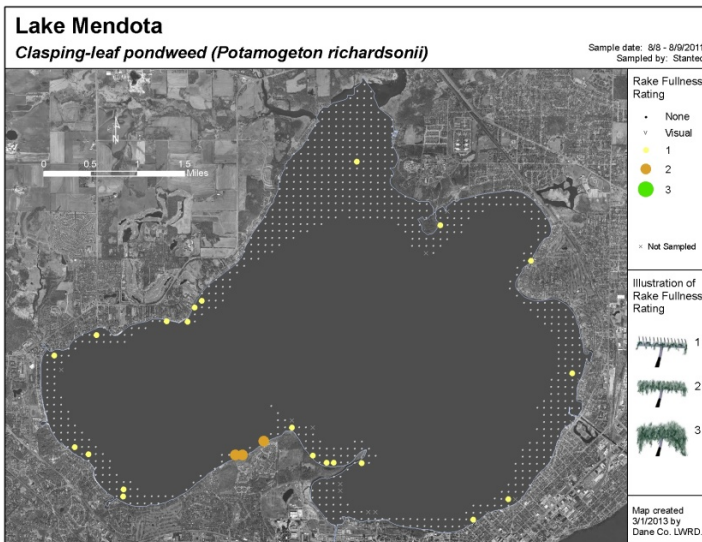 Lake Mendota
Clasping-leaf pondweed (Potamogeton richardsonii)
Sample date: 8/8 - 8/9/2011
Sampled by: Stantec
N
0 0.5 1 1.5
Miles
Rake Fullness
Rating
None
Visual
1
2
3
Not Sampled
Illustration of
Rake Fullness
Rating
1
2
3
Map created
3/1/2013 by
Dane Co. LWRD.